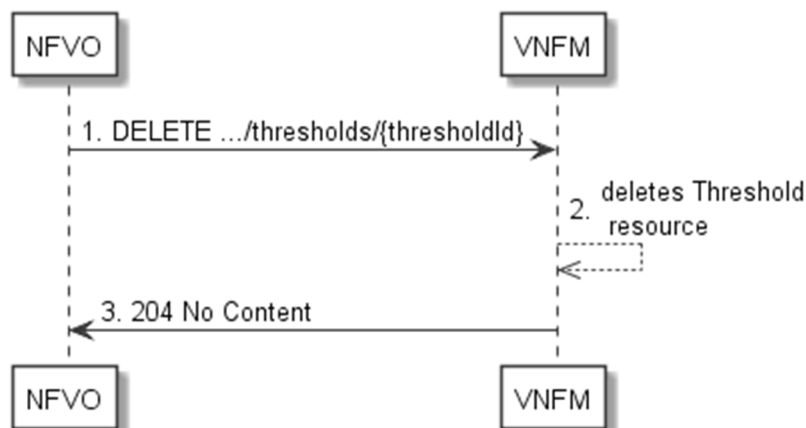 NFVO
VNFM
1. DELETE .../thresholds/{thresholdId}
2. deletes Threshold
resource
3. 204 No Content
NFVO
VNFM